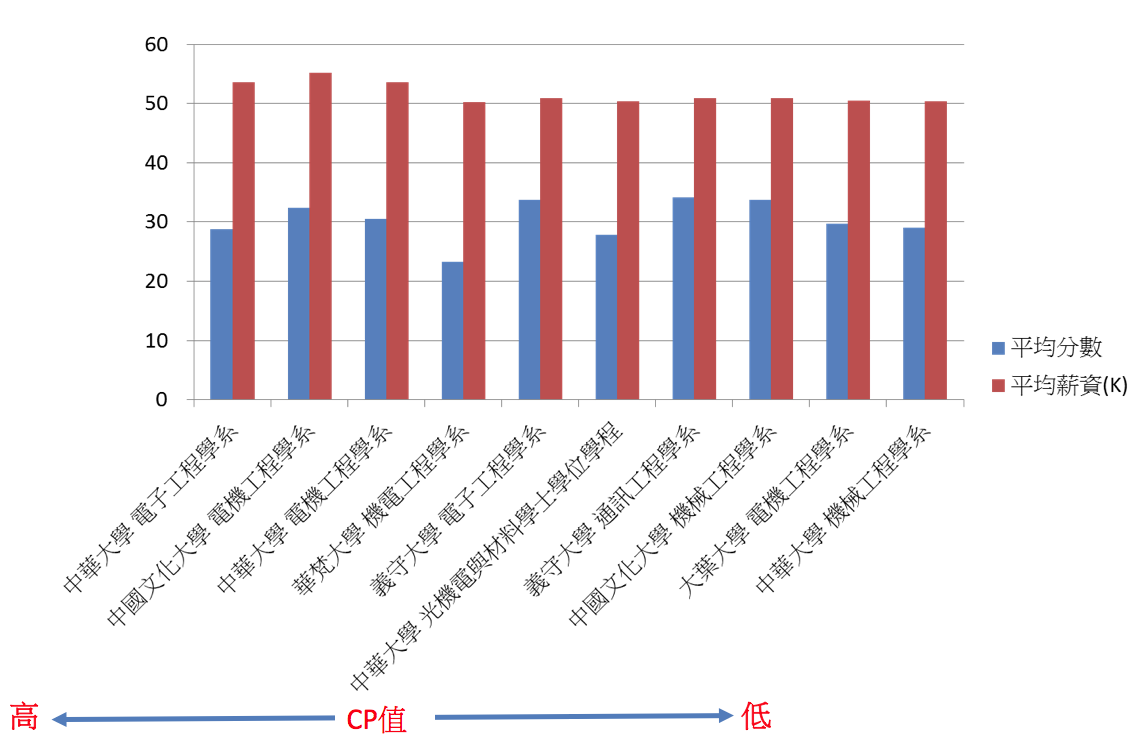 60
50
40
30
20
10
0
平均分數
平均薪資(K)
中華大學 電子工程學系
中國文化大學 電機工程學系
中華大學 電機工程學系
華梵大學 機電工程學系
義守大學 電子工程學系
中華大學 光機電與材料學士學位學程
義守大學 通訊工程學系
中國文化大學 機械工程學系
大葉大學 電機工程學系
中華大學 機械工程學系
高 CP值 低